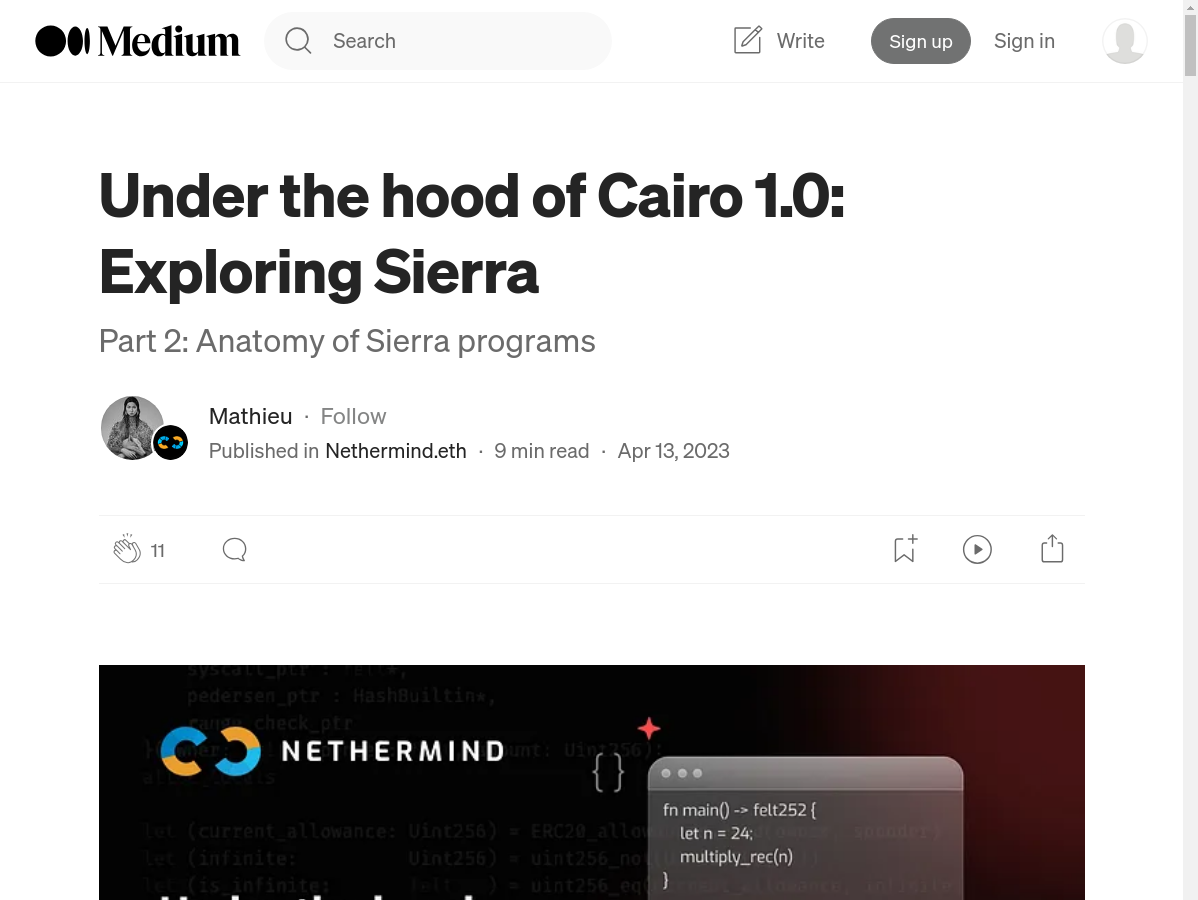 Medium
Search
Write
Sign up
Sign in
Under the hood of Cairo 1.0:
Exploring Sierra
Part 2: Anatomy of Sierra programs
Mathieu · Follow
Published in Nethermind.eth · 9 min read · Apr 13, 2023
11
pedersen_ptr : HashBuiltin*,
range_check_ptr
NETHERMIND
{ }
fn main() -> felt252 {
let n = 24;
multiply_rec(n)
}
let (current_allowance: Uint256) = ERC20_allow
let (infinite: Uint256) = uint256_not
let (is_infinite: ) = uint256_eq